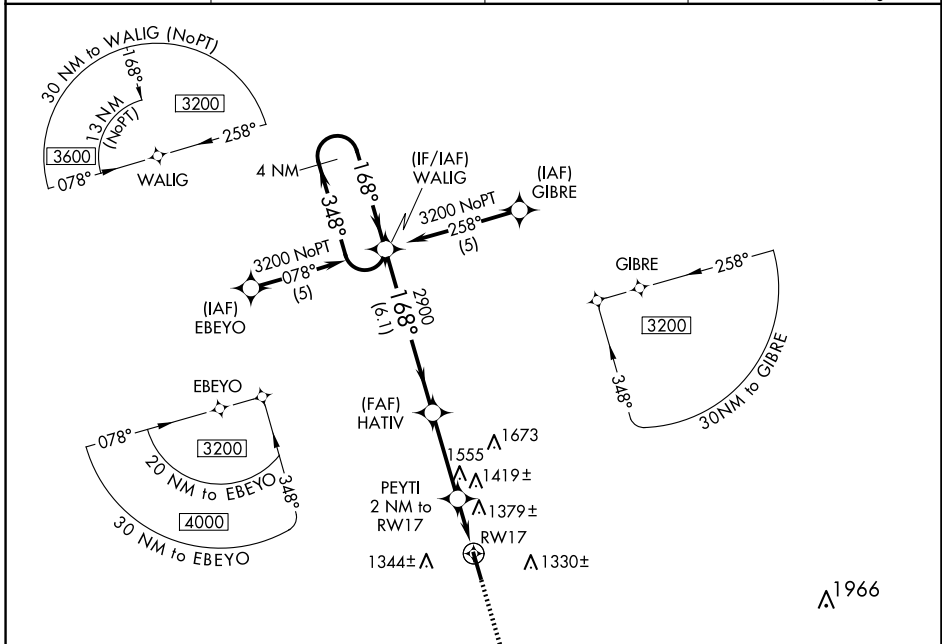 30 NM to WALIG (NoPT)
168°
13 NM
(NoPT)
3200
3600
078°
258°
WALIG
4 NM
168°
348°
(IF/IAF)
WALIG
(IAF)
GIBRE
3200 NoPT
258°
(5)
3200 NoPT
078°
(5)
(IAF)
EBEYO
2900
168°
(6.1)
GIBRE
258°
3200
348°
30NM to GIBRE
EBEYO
078°
3200
20 NM to EBEYO
348°
4000
30 NM to EBEYO
(FAF)
HATIV
1673
1555
1419±
PEYTI
2 NM to
RW17
1379±
RW17
1344±
1330±
1966